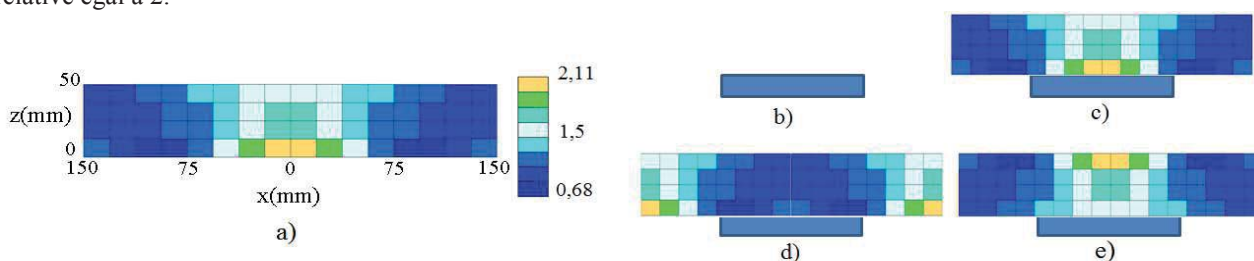 relative égal à 2.
50
z(mm)
0
150 75 0 75 150
x(mm)
a)
2,11
1,5
0,68
b)
c)
d)
e)